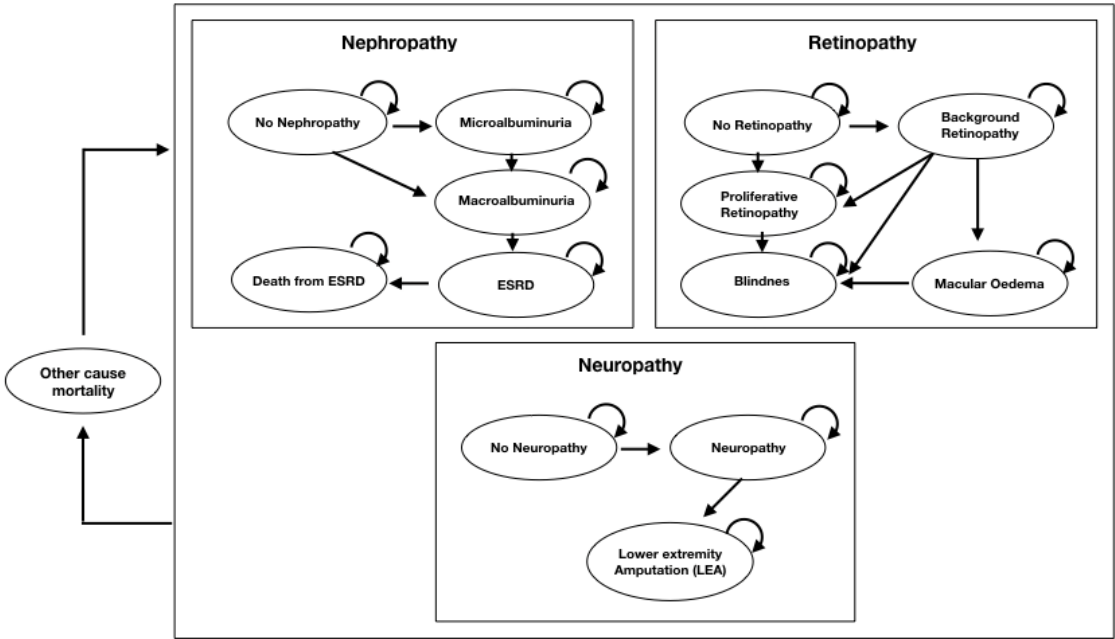 Nephropathy
No Nephropathy
Microalbuminuria
Macroalbuminuria
Death from ESRD
ESRD
Retinopathy
No Retinopathy
Background
Retinopathy
Proliferative
Retinopathy
Blindnes
Macular Oedema
Other cause
mortality
Neuropathy
No Neuropathy
Neuropathy
Lower extremity
Amputation (LEA)